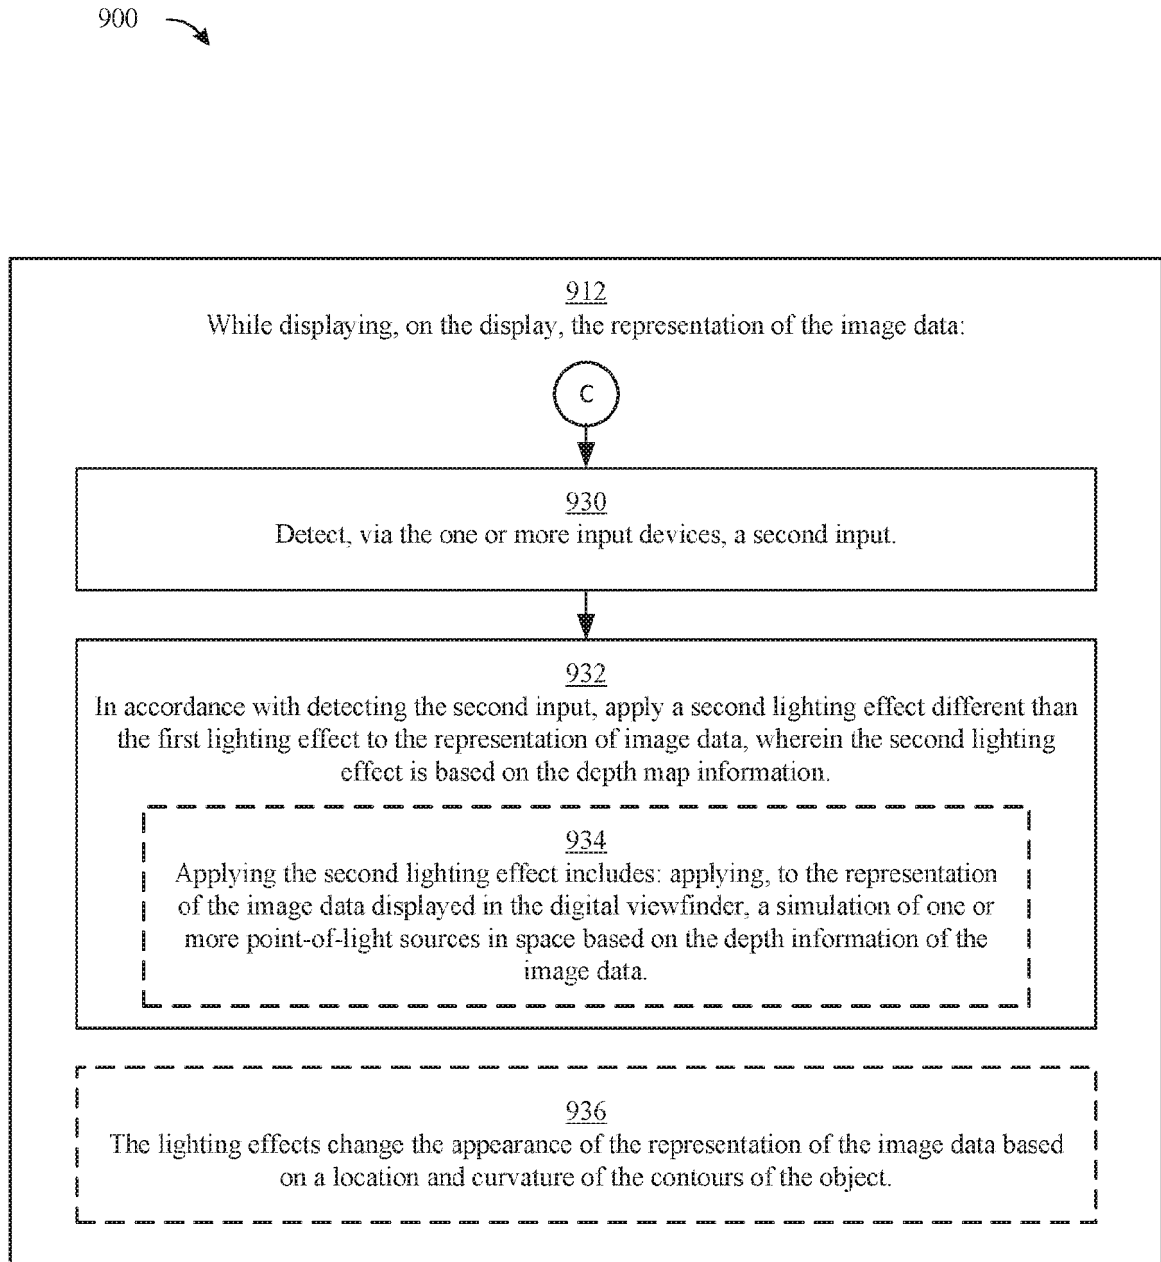 900
912
While displaying, on the display, the representation of the image data:
C
930
Detect, via the one or more input devices, a second input.
932
In accordance with detecting the second input, apply a second lighting effect different than
the first lighting effect to the representation of image data, wherein the second lighting
effect is based on the depth map information.
934
Applying the second lighting effect includes: applying, to the representation
of the image data displayed in the digital viewfinder, a simulation of one or
more point-of-light sources in space based on the depth information of the
image data.
936
The lighting effects change the appearance of the representation of the image data based
on a location and curvature of the contours of the object.